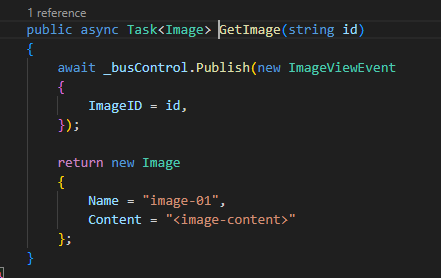 1 reference
public async Task<Image> GetImage(string id)
{
    await _busControl.Publish(new ImageViewEvent
    {
        ImageID = id,
    });

    return new Image
    {
        Name = "image-01",
        Content = "<image-content>"
    };
}